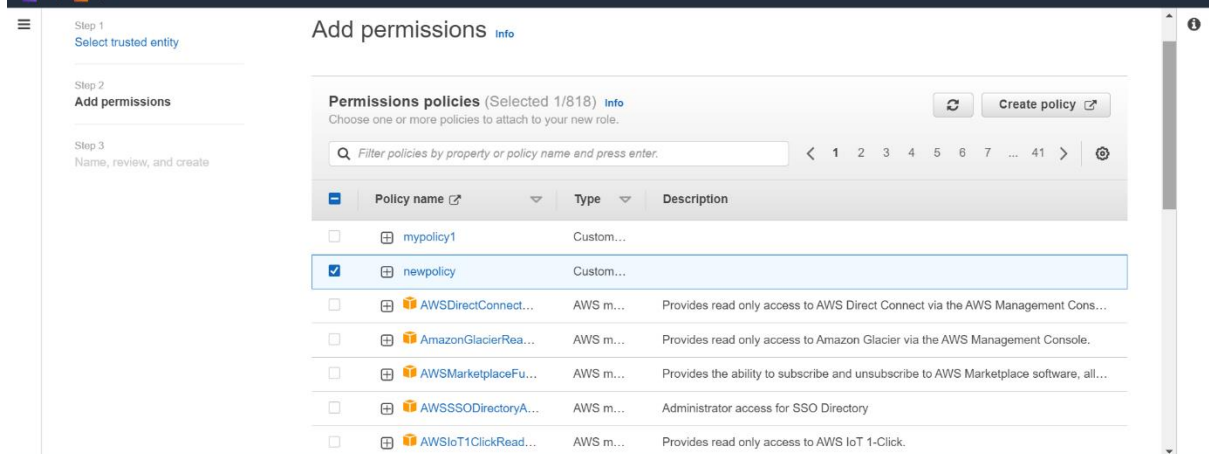 Step 1
Select trusted entity
Step 2
Add permissions
Step 3
Name, review, and create
Add permissions Info
Permissions policies (Selected 1/818) Info
Choose one or more policies to attach to your new role.
Create policy
Filter policies by property or policy name and press enter.
1 2 3 4 5 6 7 ... 41
Policy name Type Description
mypolicy1 Custom...
newpolicy Custom...
AWSDirectConnect... AWS m... Provides read only access to AWS Direct Connect via the AWS Management Cons...
AmazonGlacierRea... AWS m... Provides read only access to Amazon Glacier via the AWS Management Console.
AWSMarketplaceFu... AWS m... Provides the ability to subscribe and unsubscribe to AWS Marketplace software, all...
AWSSSODirectoryA... AWS m... Administrator access for SSO Directory
AWSIoT1ClickRead... AWS m... Provides read only access to AWS IoT 1-Click.